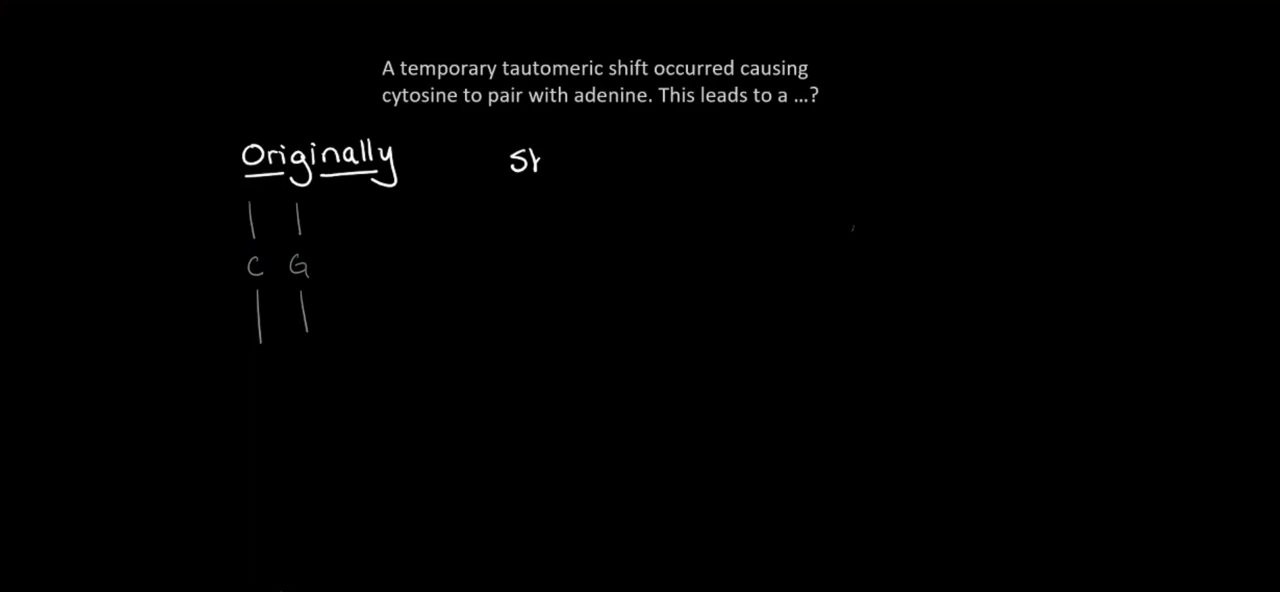 A temporary tautomeric shift occurred causing
cytosine to pair with adenine. This leads to a ...?
Originally
C G